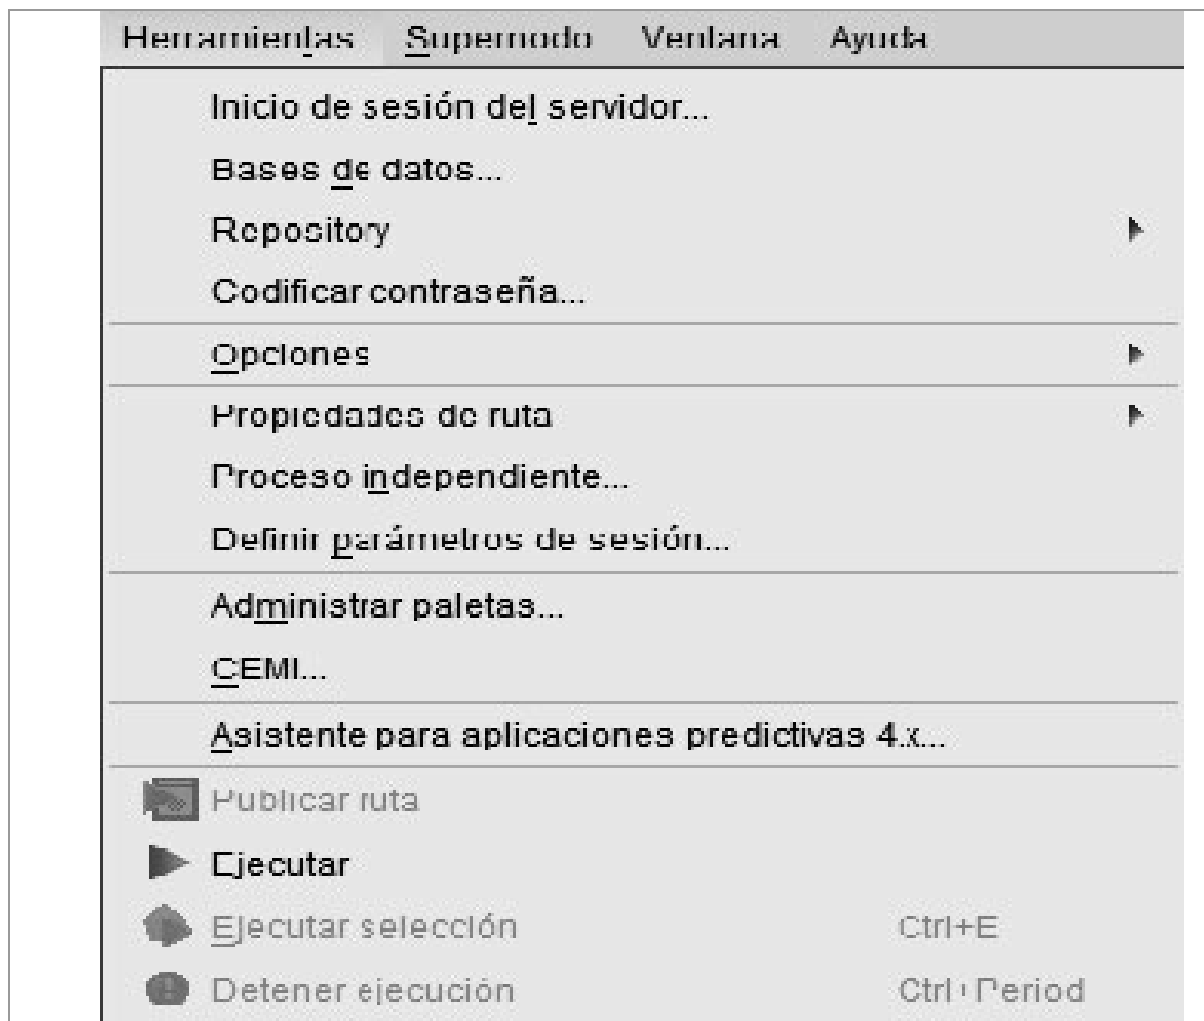 Herramientas Supernodo Ventana Ayuda
Inicio de sesión del servidor...
Bases de datos...
Repository
Codificar contraseña...
Opciones
Propiedades de ruta
Proceso independiente...
Definir parámetros de sesión...
Administrar paletas...
CEMI...
Asistente para aplicaciones predictivas 4.x...
Publicar ruta
Ejecutar
Ejecutar selección Ctrl+E
Detener ejecución Ctrl+Period